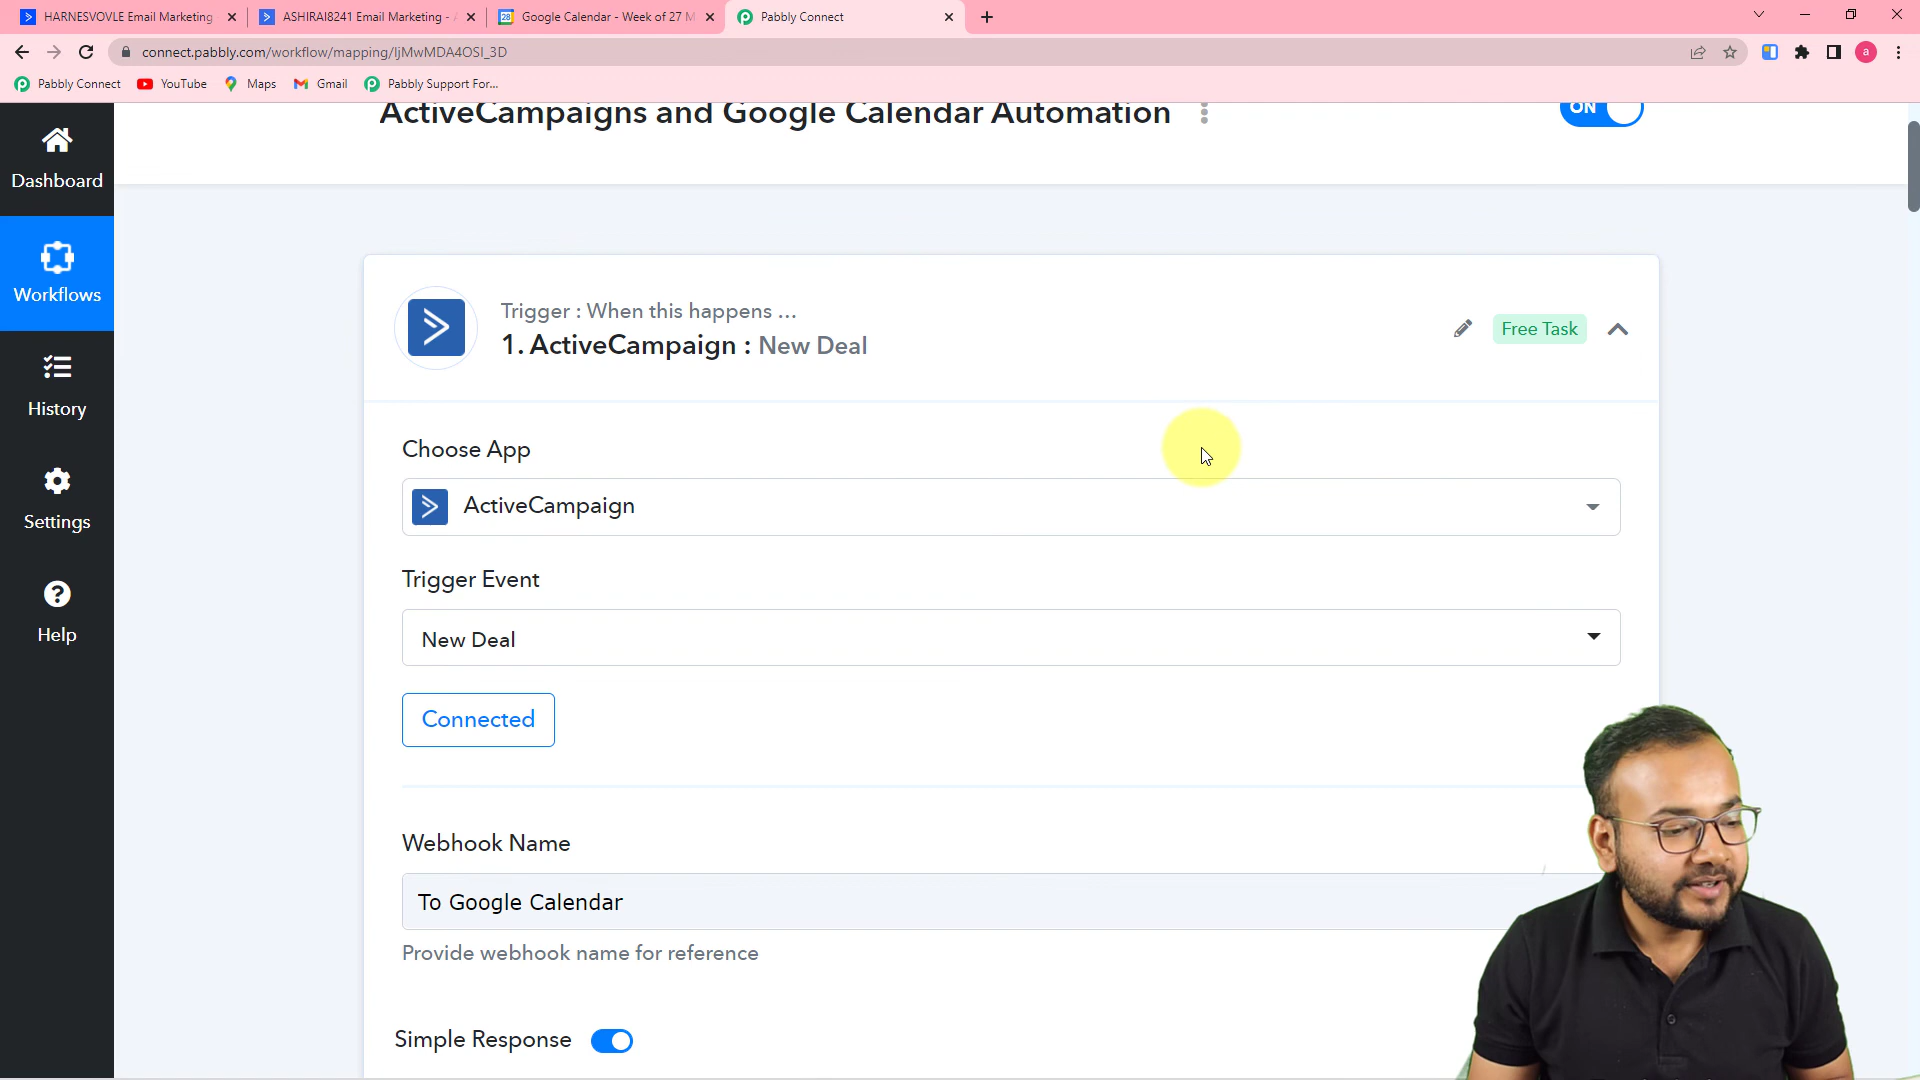 HARNESVOVLE Email Marketing
ASHIRAI8241 Email Marketing - A
28
Google Calendar - Week of 27 M
Pabbly Connect
connect.pabbly.com/workflow/mapping/IjMwMDA4OSI_3D
a
Pabbly Connect
YouTube
Maps
Gmail
Pabbly Support For...
ActiveCampaigns and Google Calendar Automation
ON
Dashboard
Workflows
History
Settings
Help
Trigger : When this happens ...
1. ActiveCampaign : New Deal
Free Task
Choose App
ActiveCampaign
Trigger Event
New Deal
Connected
Webhook Name
To Google Calendar
Provide webhook name for reference
Simple Response